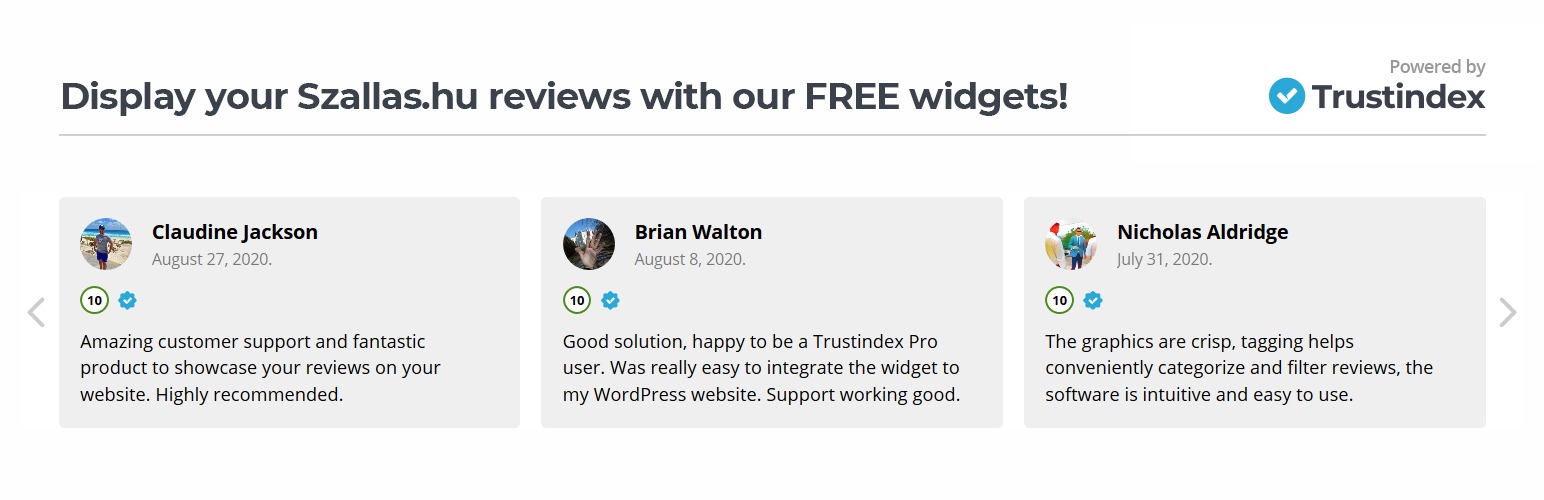 Powered by
Display your Szallas.hu reviews with our FREE widgets!
Trustindex
Claudine Jackson
August 27, 2020.
10
Amazing customer support and fantastic
product to showcase your reviews on your
website. Highly recommended.
Brian Walton
August 8, 2020.
10
Good solution, happy to be a Trustindex Pro
user. Was really easy to integrate the widget to
my WordPress website. Support working good.
Nicholas Aldridge
July 31, 2020.
10
The graphics are crisp, tagging helps
conveniently categorize and filter reviews, the
software is intuitive and easy to use.